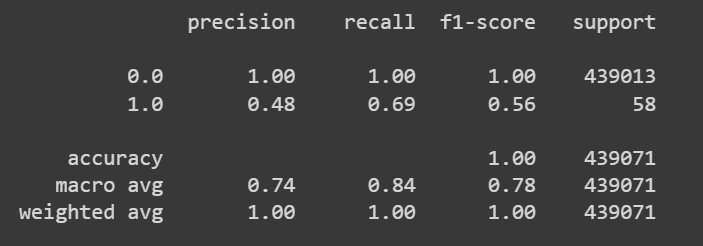 precision recall f1-score support
0.0 1.00 1.00 1.00 439013
1.0 0.48 0.69 0.56 58
accuracy 1.00 439071
macro avg 0.74 0.84 0.78 439071
weighted avg 1.00 1.00 1.00 439071